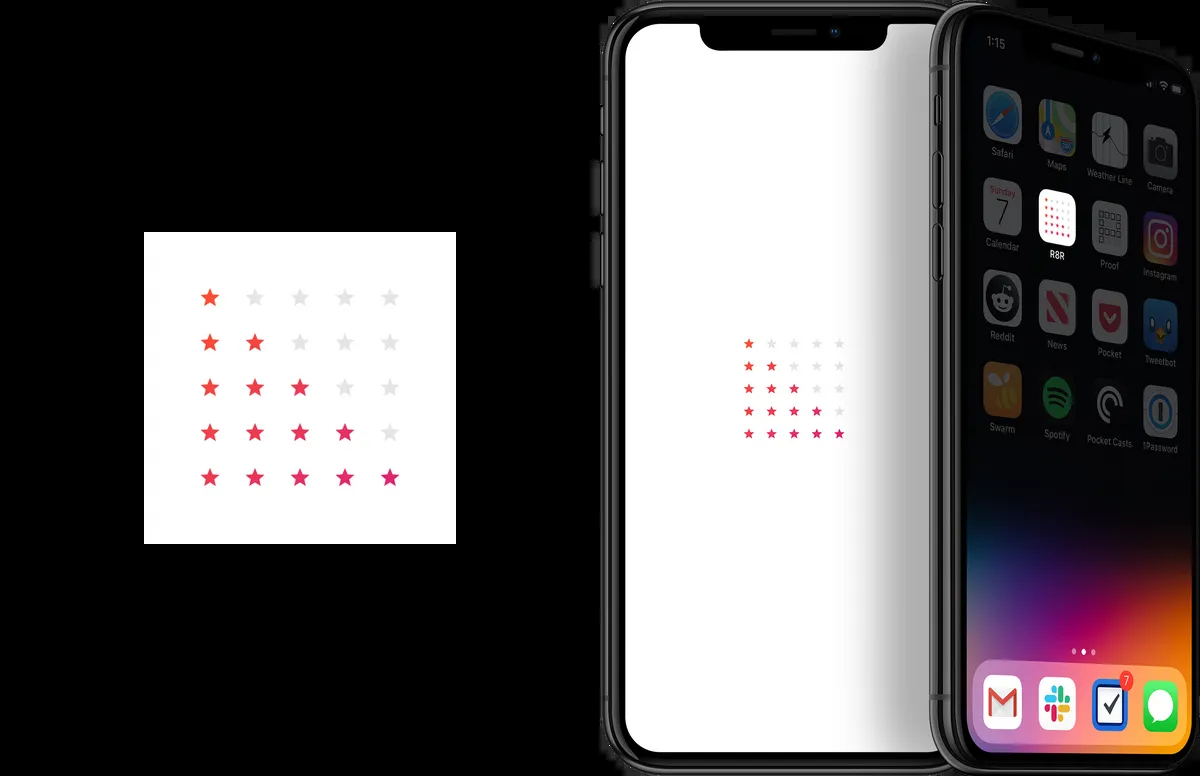 1:15
Safari
Maps
Weather Line
Camera
Sunday
7
Calendar
R8R
Proof
Instagram
Reddit
News
Pocket
Tweetbot
Swarm
Spotify
Pocket Casts
1Password
7